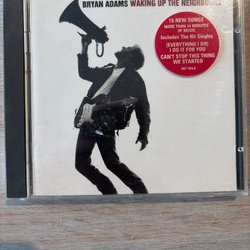 BRYAN ADAMS WAKING UP THE NEIGHBOURS
15 NEW SONGS
MORE THAN 74 MINUTES
OF MUSIC
Includes The Hit Singles
(EVERYTHING I DO)
I DO IT FOR YOU
CAN'T STOP THIS THING
WE STARTED